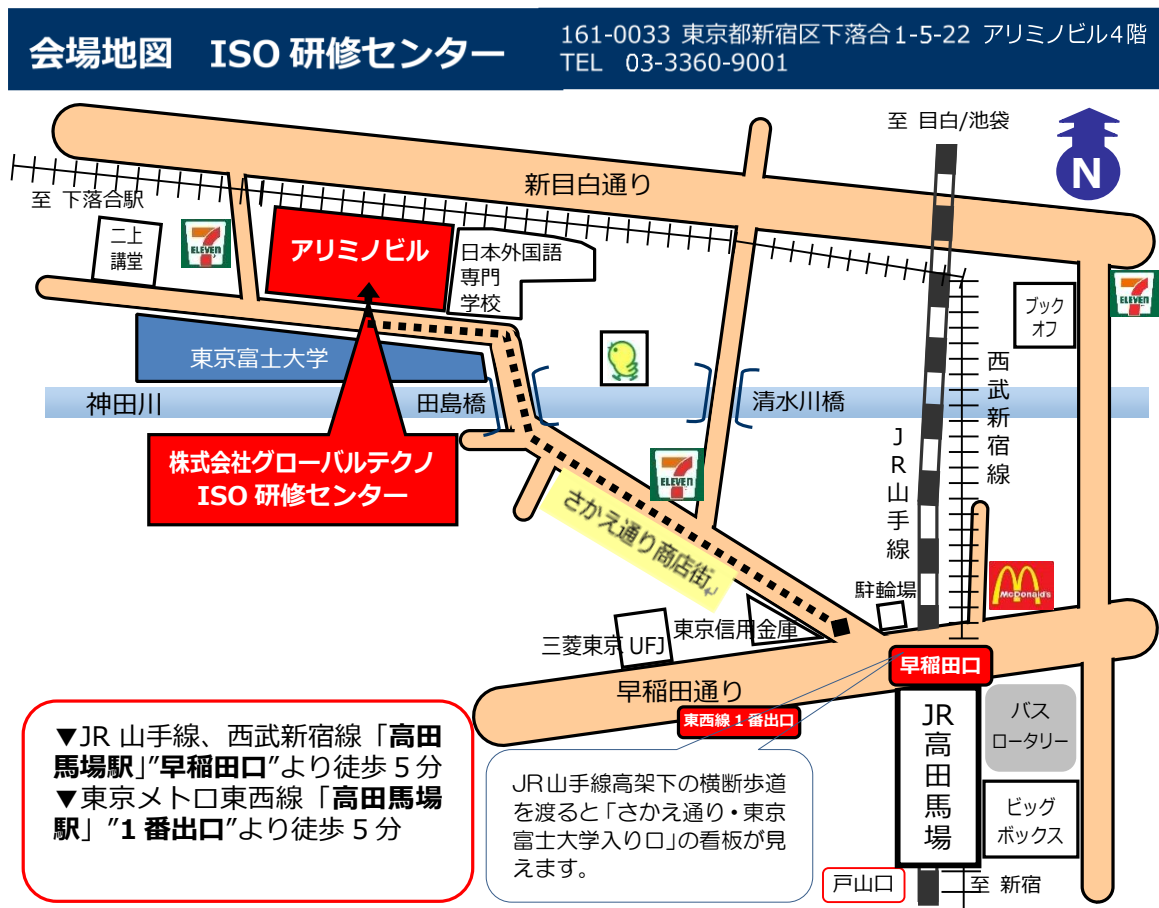 会場地図　ISO 研修センター
161-0033 東京都新宿区下落合1-5-22 アリミノビル4階
TEL　03-3360-9001
至 目白/池袋
N
新目白通り
至 下落合駅
二上
講堂
ELEVEN
アリミノビル
日本外国語
専門
学校
ブック
オフ
ELEVEN
東京富士大学
西武新宿線
神田川
田島橋
清水川橋
JR山手線
株式会社グローバルテクノ
ISO 研修センター
ELEVEN
さかえ通り商店街
McDonald's
駐輪場
三菱東京 UFJ
東京信用金庫
早稲田口
早稲田通り
東西線 1 番出口
JR高田馬場
バス
ロータリー
▼JR 山手線、西武新宿線「高田
馬場駅」”早稲田口”より徒歩 5 分
▼東京メトロ東西線「高田馬場
駅」”1 番出口”より徒歩 5 分
JR山手線高架下の横断歩道
を渡ると「さかえ通り・東京
富士大学入り口」の看板が見
えます。
ビッグ
ボックス
戸山口
至 新宿